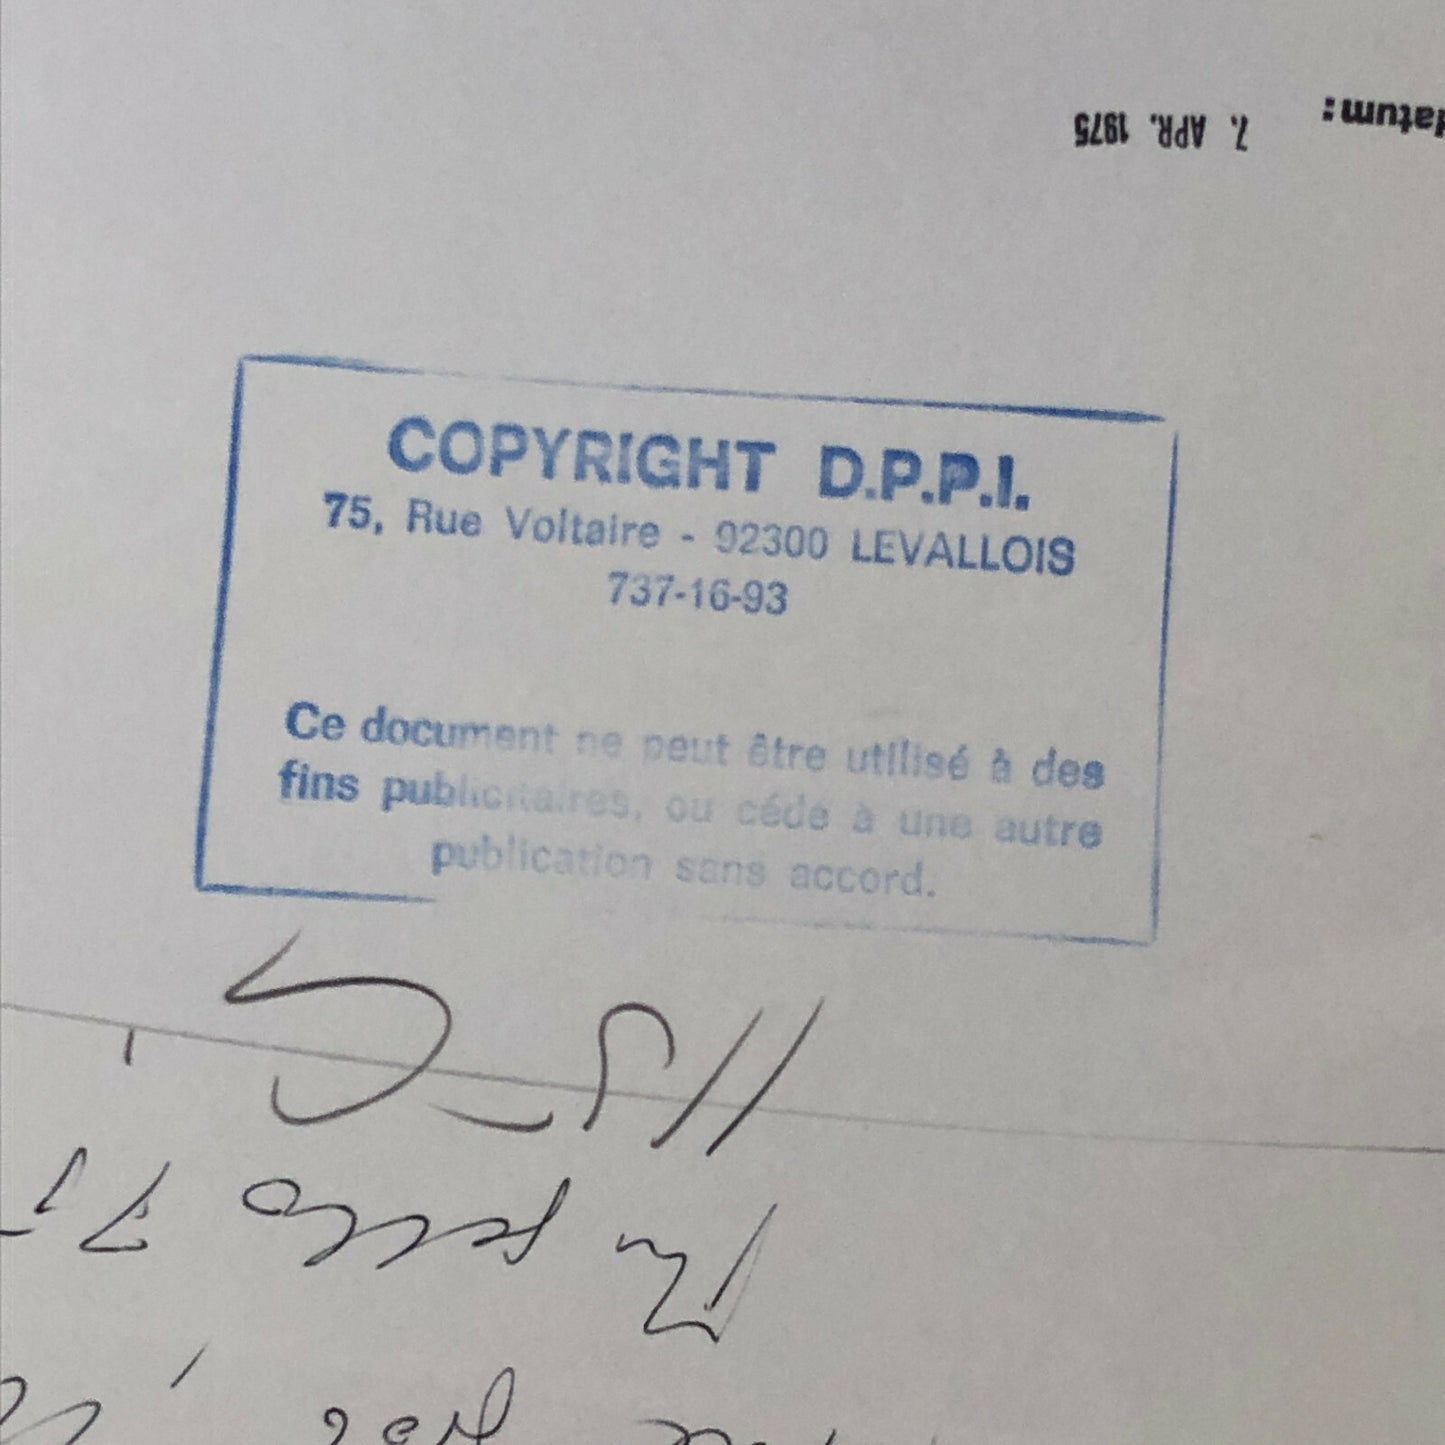 datum: 7. APR. 1975
COPYRIGHT D.P.P.I.
75, Rue Voltaire - 92300 LEVALLOIS
737-16-93
Ce document ne peut être utilisé à des
fins publicitaires, ou cédé à une autre
publication sans accord.